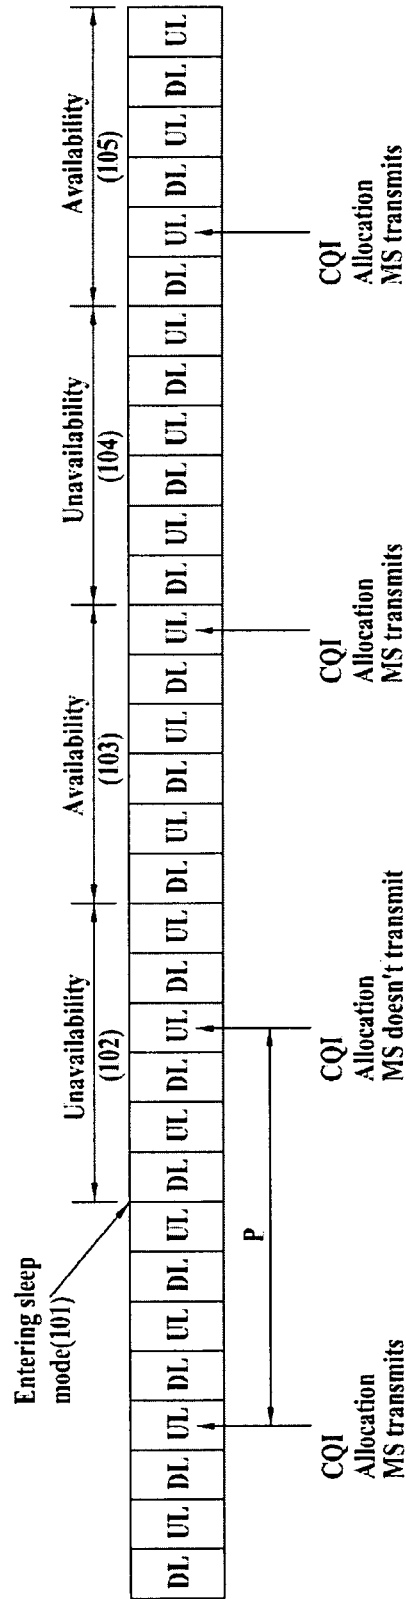 Entering sleep
mode(101)
Unavailability
(102)
Availability
(103)
Unavailability
(104)
Availability
(105)
DL UL DL UL DL UL DL UL DL UL DL UL DL UL DL UL DL UL DL UL DL UL DL UL DL UL DL UL DL UL DL UL
P
CQI
Allocation
MS transmits
CQI
Allocation
MS doesn't transmit
CQI
Allocation
MS transmits
CQI
Allocation
MS transmits